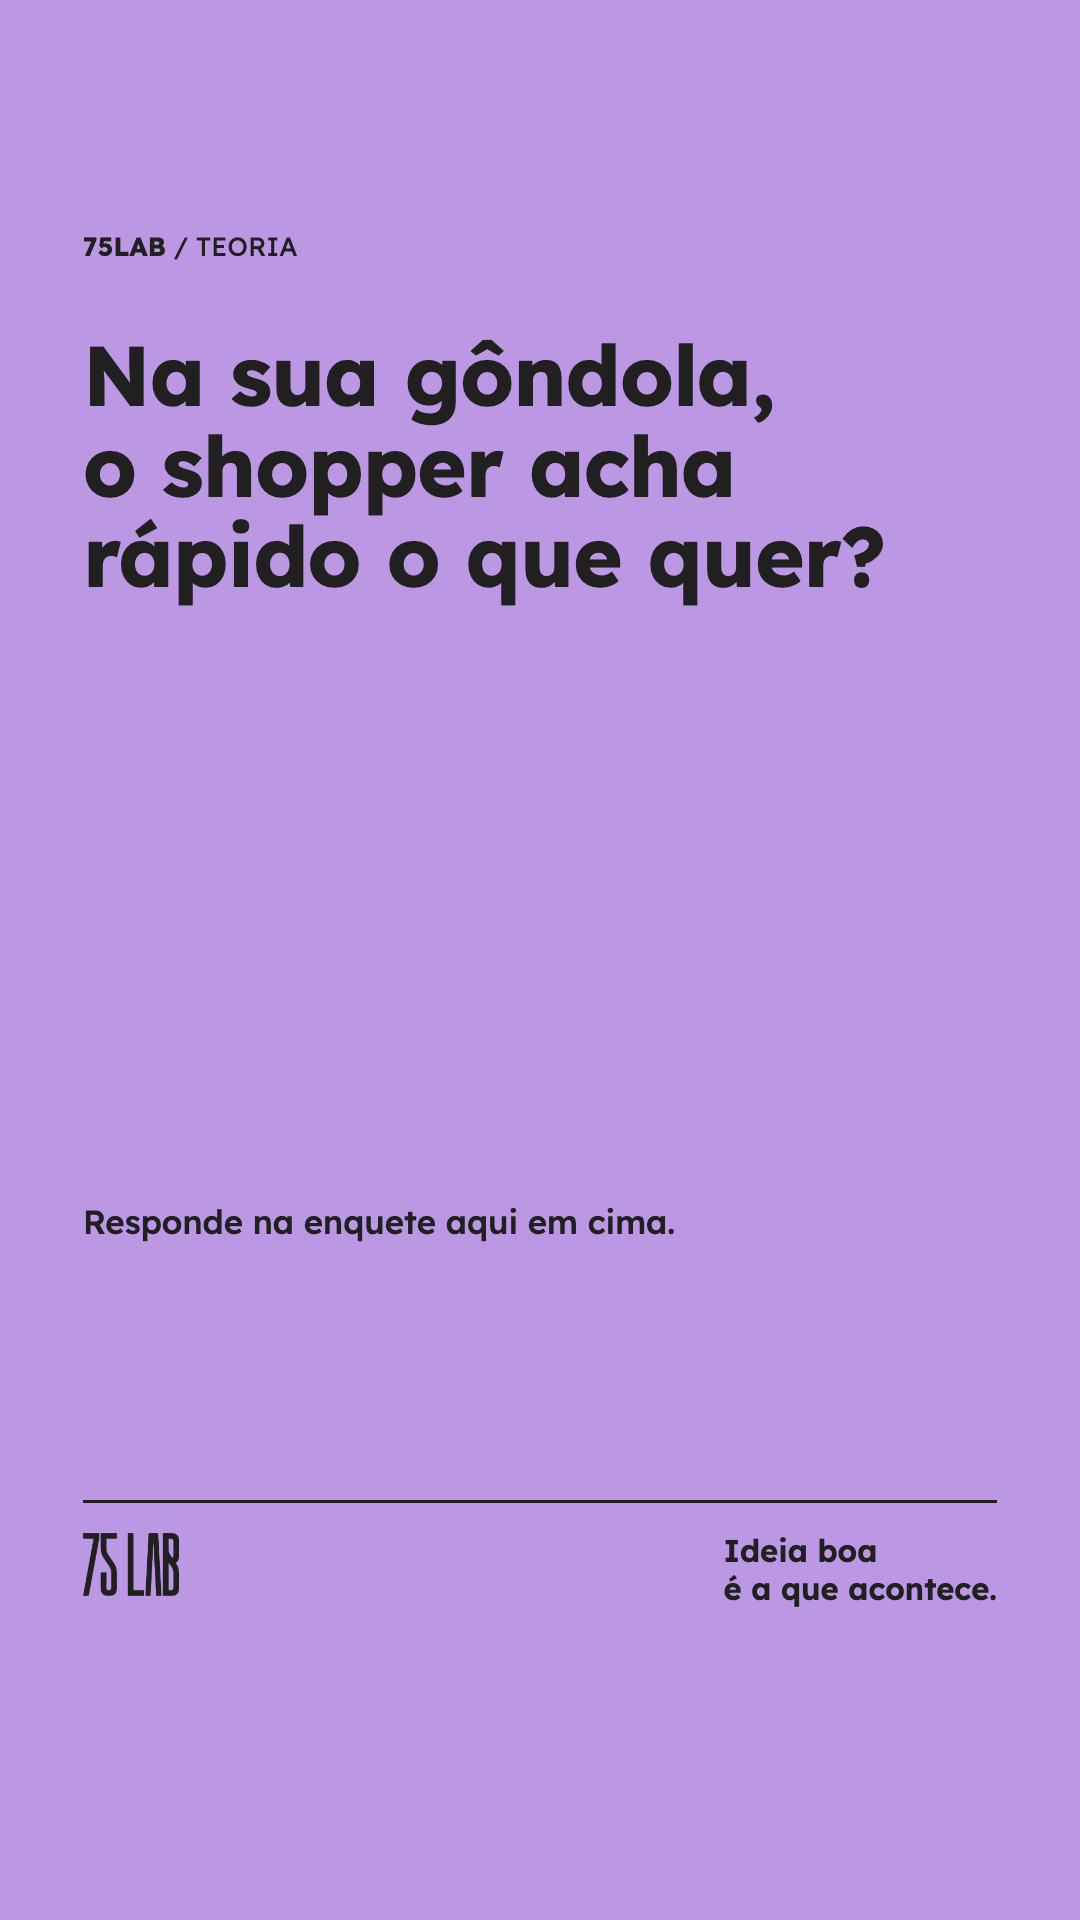 75LAB / TEORIA
Na sua gôndola,
o shopper acha
rápido o que quer?
Responde na enquete aqui em cima.
75 LAB
Ideia boa
é a que acontece.